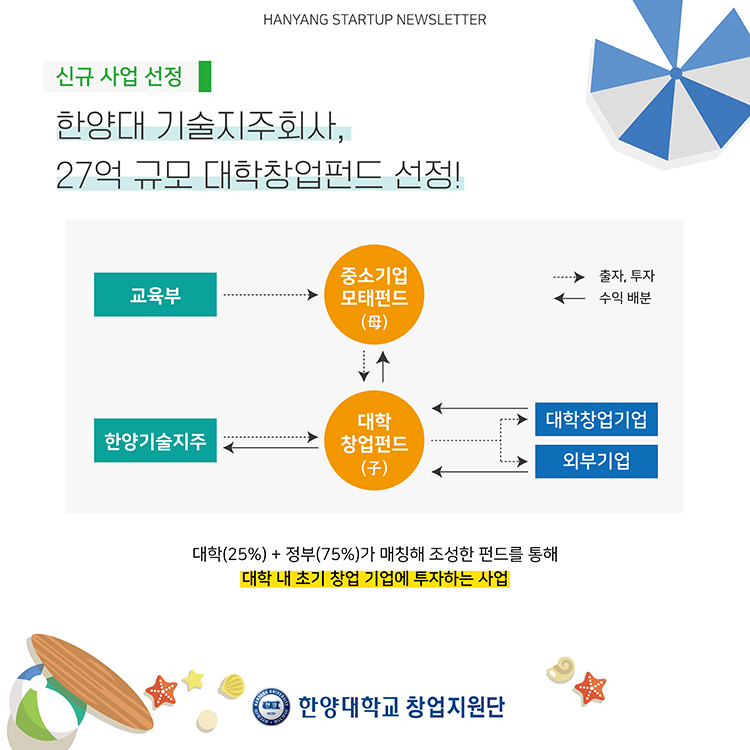 HANYANG STARTUP NEWSLETTER
신규 사업 선정
한양대 기술지주회사,
27억 규모 대학창업펀드 선정!
교육부
중소기업
모태펀드
(母)
출자, 투자
수익 배분
한양기술지주
대학
창업펀드
(子)
대학창업기업
외부기업
대학(25%) + 정부(75%)가 매칭해 조성한 펀드를 통해
대학 내 초기 창업 기업에 투자하는 사업
한양대학교 창업지원단